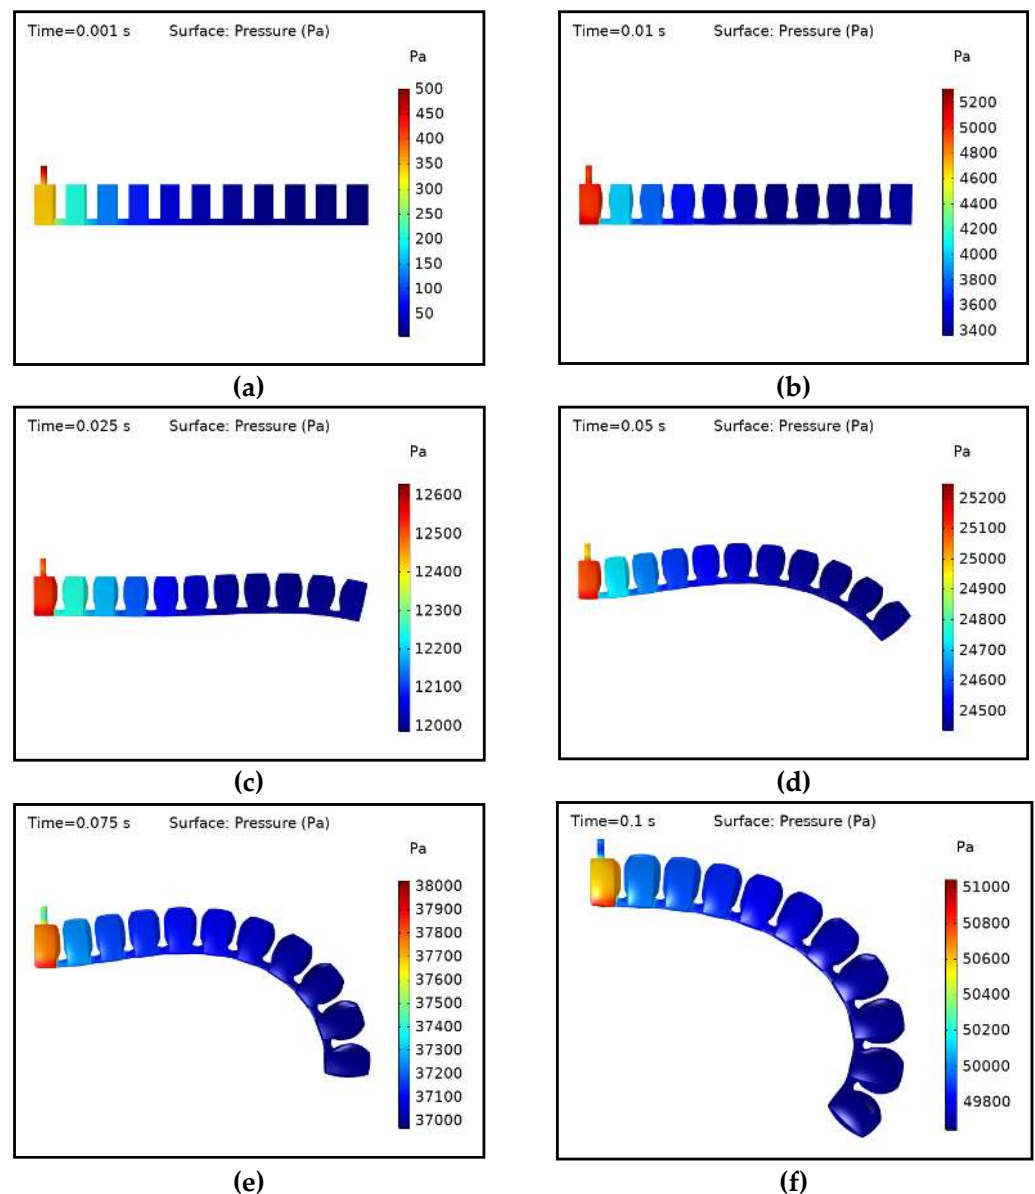 Time=0.001 s Surface: Pressure (Pa)
Pa
500
450
400
350
300
250
200
150
100
50
(a)
Time=0.01 s Surface: Pressure (Pa)
Pa
5200
5000
4800
4600
4400
4200
4000
3800
3600
3400
(b)
Time=0.025 s Surface: Pressure (Pa)
Pa
12600
12500
12400
12300
12200
12100
12000
(c)
Time=0.05 s Surface: Pressure (Pa)
Pa
25200
25100
25000
24900
24800
24700
24600
24500
(d)
Time=0.075 s Surface: Pressure (Pa)
Pa
38000
37900
37800
37700
37600
37500
37400
37300
37200
37100
37000
(e)
Time=0.1 s Surface: Pressure (Pa)
Pa
51000
50800
50600
50400
50200
50000
49800
(f)